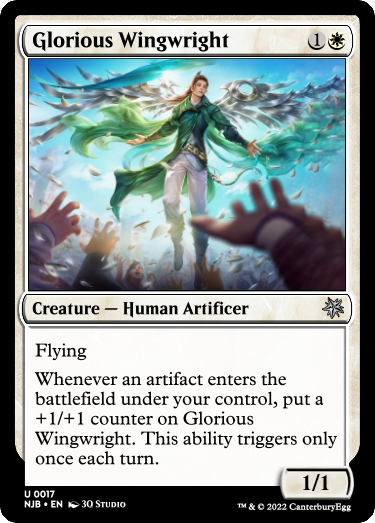 Glorious Wingwright 1
Creature — Human Artificer
Flying
Whenever an artifact enters the
battlefield under your control, put a
+1/+1 counter on Glorious
Wingwright. This ability triggers only
once each turn.
1/1
U 0017
NJB • EN 3Q Studio
™ & © 2022 CanterburyEgg